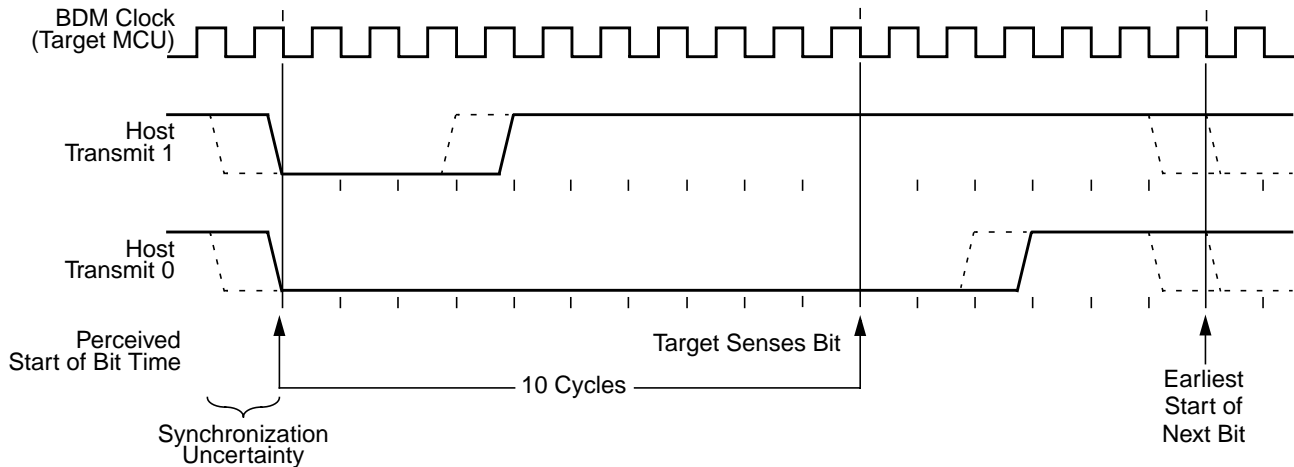 BDM Clock
(Target MCU)
Host
Transmit 1
Host
Transmit 0
Perceived
Start of Bit Time
Target Senses Bit
10 Cycles
Earliest
Start of
Next Bit
Synchronization
Uncertainty